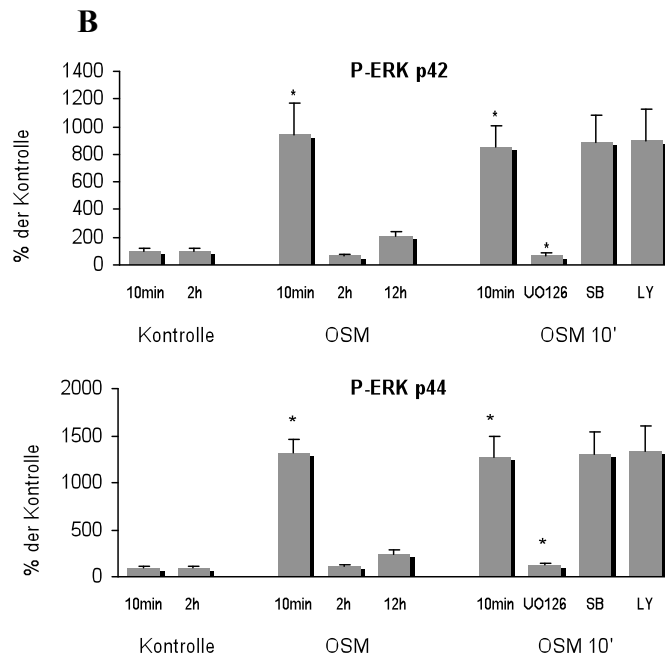 B
P-ERK p42
% der Kontrolle
1400
1200
1000
800
600
400
200
0
*
*
*
10min 2h 10min 2h 12h 10min UO126 SB LY
Kontrolle OSM OSM 10'
P-ERK p44
% der Kontrolle
2000
1500
1000
500
0
*
*
*
10min 2h 10min 2h 12h 10min UO126 SB LY
Kontrolle OSM OSM 10'